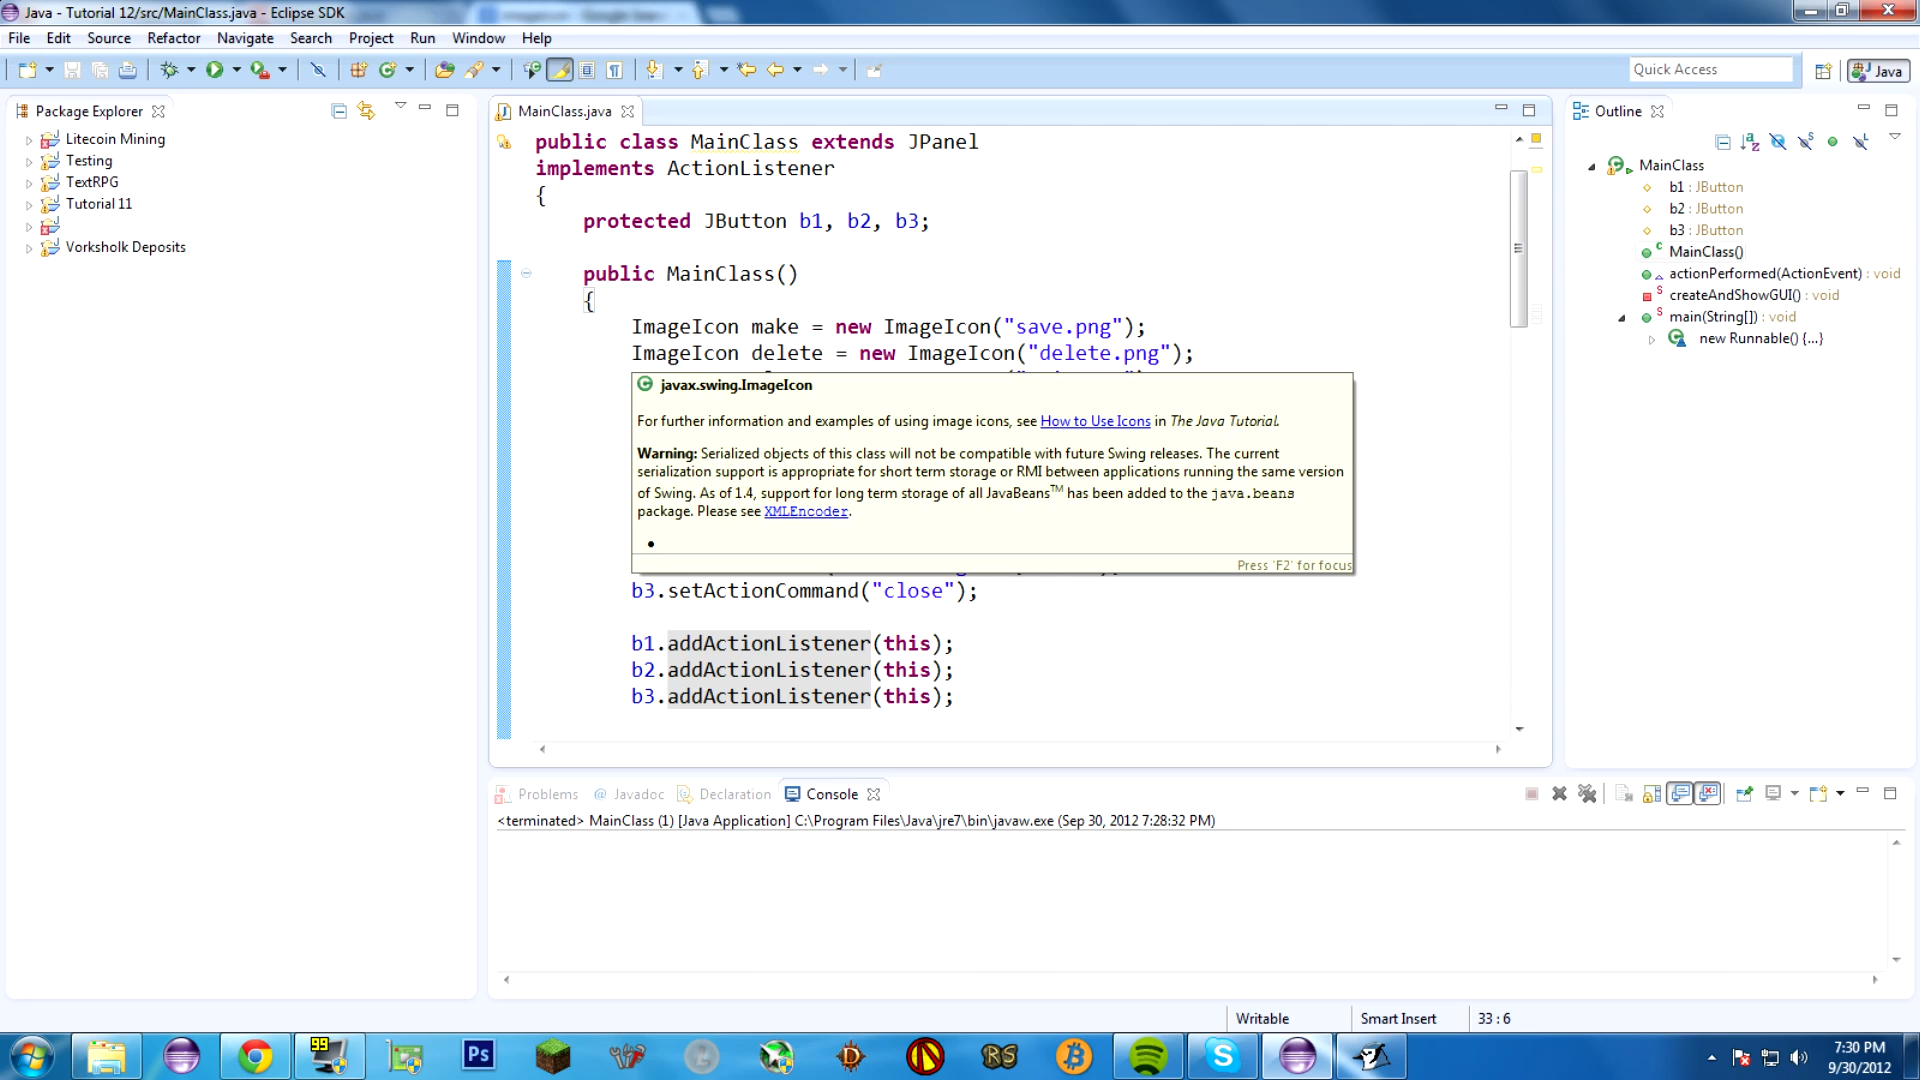 Java - Tutorial 12/src/MainClass.java - Eclipse SDK
File Edit Source Refactor Navigate Search Project Run Window Help
Quick Access
Java
Package Explorer
Litecoin Mining
Testing
TextRPG
Tutorial 11
Vorksholk Deposits
MainClass.java
public class MainClass extends JPanel
implements ActionListener
{
protected JButton b1, b2, b3;
public MainClass()
{
ImageIcon make = new ImageIcon("save.png");
ImageIcon delete = new ImageIcon("delete.png");
javax.swing.ImageIcon
For further information and examples of using image icons, see How to Use Icons in The Java Tutorial.
Warning: Serialized objects of this class will not be compatible with future Swing releases. The current
serialization support is appropriate for short term storage or RMI between applications running the same version
of Swing. As of 1.4, support for long term storage of all JavaBeans™ has been added to the java.beans
package. Please see XMLEncoder.
•
Press 'F2' for focus
b3.setActionCommand("close");
b1.addActionListener(this);
b2.addActionListener(this);
b3.addActionListener(this);
Outline
MainClass
b1 : JButton
b2 : JButton
b3 : JButton
MainClass()
actionPerformed(ActionEvent) : void
createAndShowGUI() : void
main(String[]) : void
new Runnable() {...}
Problems @ Javadoc Declaration Console
<terminated> MainClass (1) [Java Application] C:\Program Files\Java\jre7\bin\javaw.exe (Sep 30, 2012 7:28:32 PM)
Writable Smart Insert 33 : 6
99
Ps
RS
7:30 PM
9/30/2012